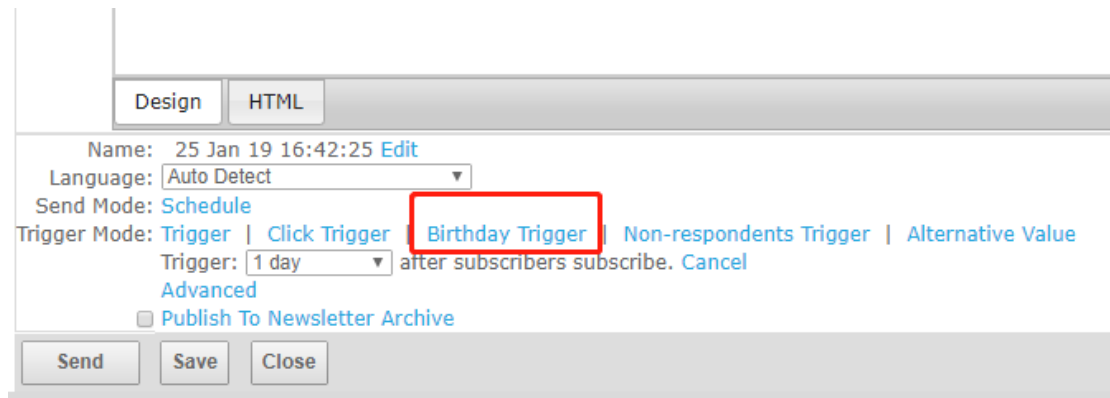 Design HTML
Name: 25 Jan 19 16:42:25 Edit
Language: Auto Detect
Send Mode: Schedule
Trigger Mode: Trigger | Click Trigger | Birthday Trigger | Non-respondents Trigger | Alternative Value
Trigger: 1 day after subscribers subscribe. Cancel
Advanced
Publish To Newsletter Archive
Send Save Close